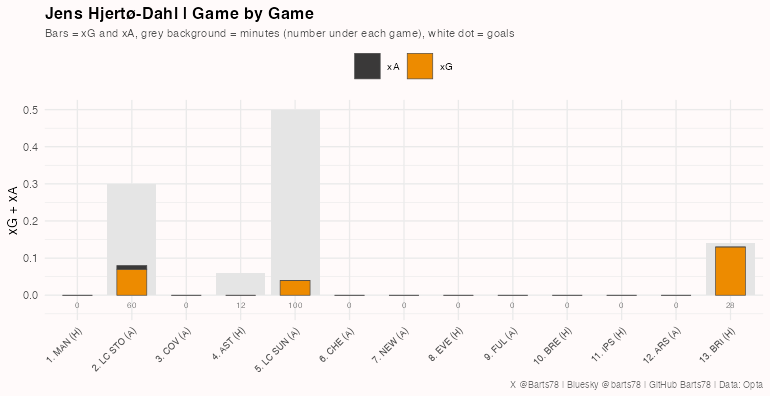 Jens Hjertø-Dahl | Game by Game
Bars = xG and xA, grey background = minutes (number under each game), white dot = goals
xA xG
xG + xA
0.5
0.4
0.3
0.2
0.1
0.0
0 60 0 12 100 0 0 0 0 0 0 0 28
1. MAN (H)
2. LC STO (A)
3. COV (A)
4. AST (H)
5. LC SUN (A)
6. CHE (A)
7. NEW (A)
8. EVE (H)
9. FUL (A)
10. BRE (H)
11. IPS (H)
12. ARS (A)
13. BRI (H)
X @Barts78 | Bluesky @barts78 | GitHub Barts78 | Data: Opta